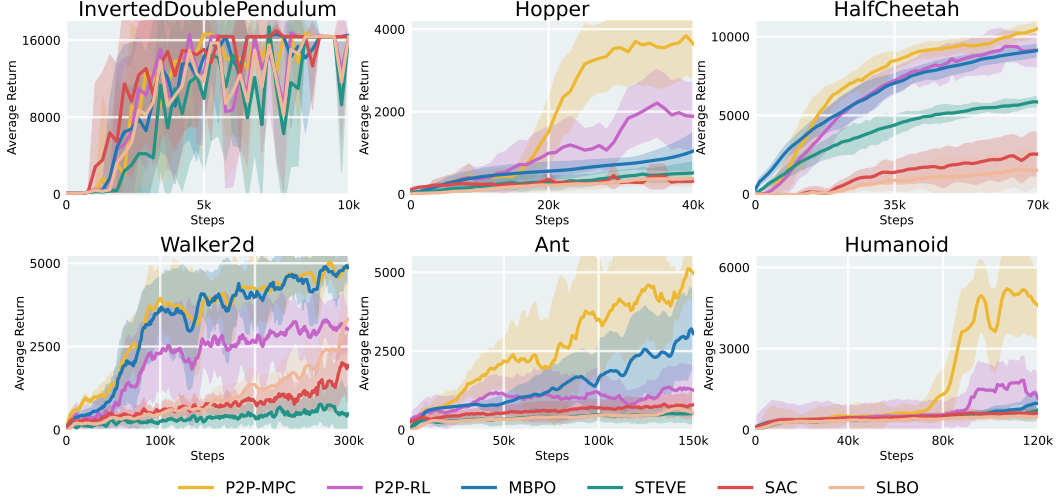 InvertedDoublePendulum
Average Return
16000
8000
0
0 5k 10k
Steps
Hopper
Average Return
4000
2000
0
0 20k 40k
Steps
HalfCheetah
Average Return
10000
5000
0
0 35k 70k
Steps
Walker2d
Average Return
5000
2500
0
0 100k 200k 300k
Steps
Ant
Average Return
5000
2500
0
0 50k 100k 150k
Steps
Humanoid
Average Return
6000
3000
0
0 40k 80k 120k
Steps
P2P-MPC P2P-RL MBPO STEVE SAC SLBO